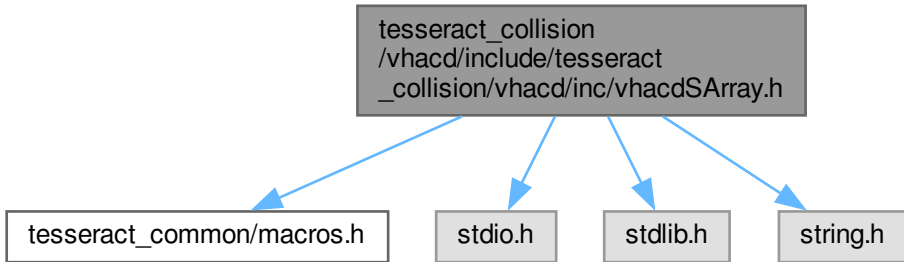 tesseract_collision
/vhacd/include/tesseract
_collision/vhacd/inc/vhacdSArray.h
tesseract_common/macros.h
stdio.h
stdlib.h
string.h